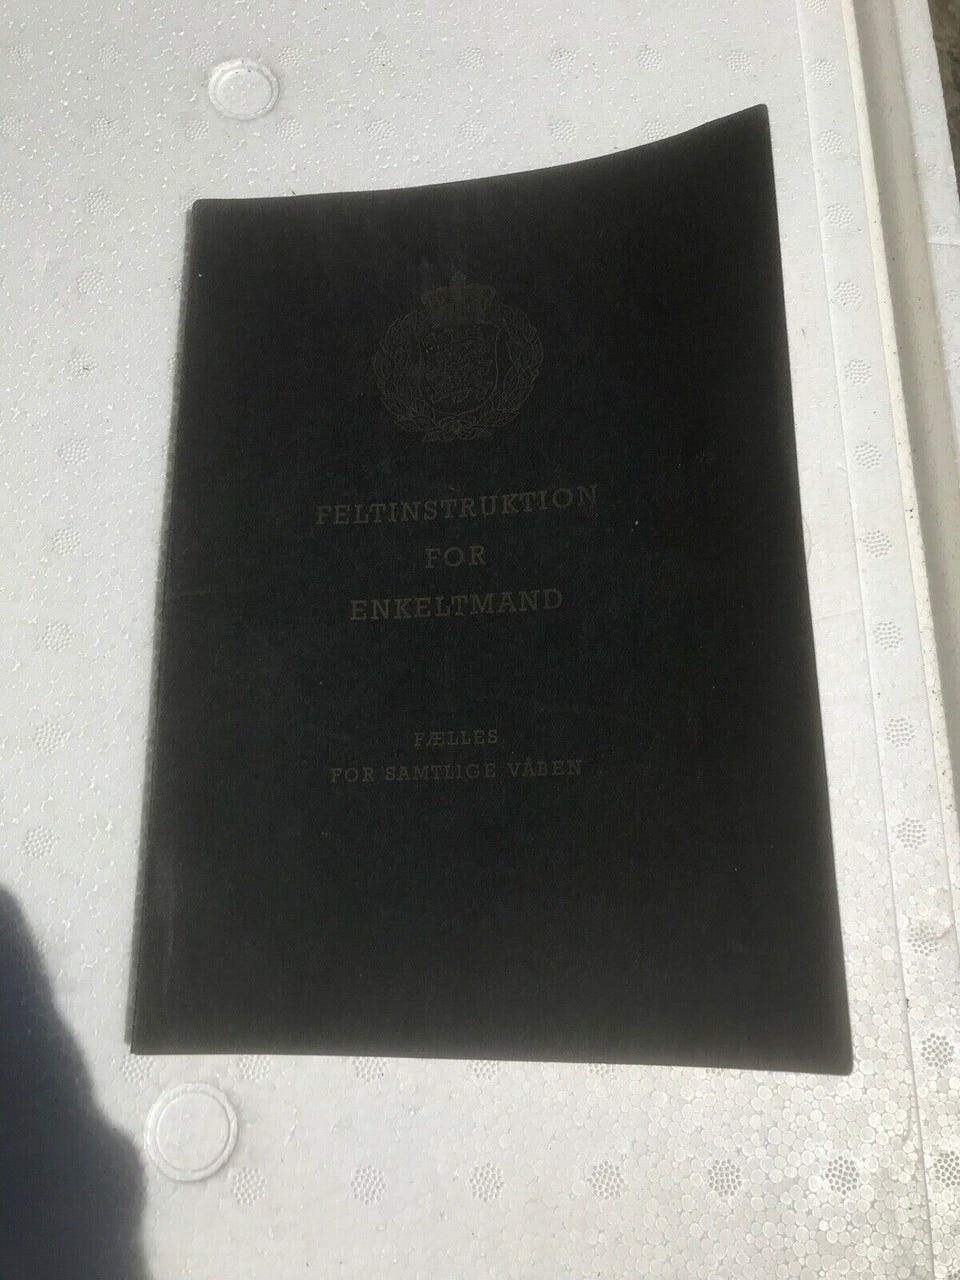 FELTINSTRUKTION
FOR
ENKELTMAND
FÆLLES
FOR SAMTLIGE VÅBEN